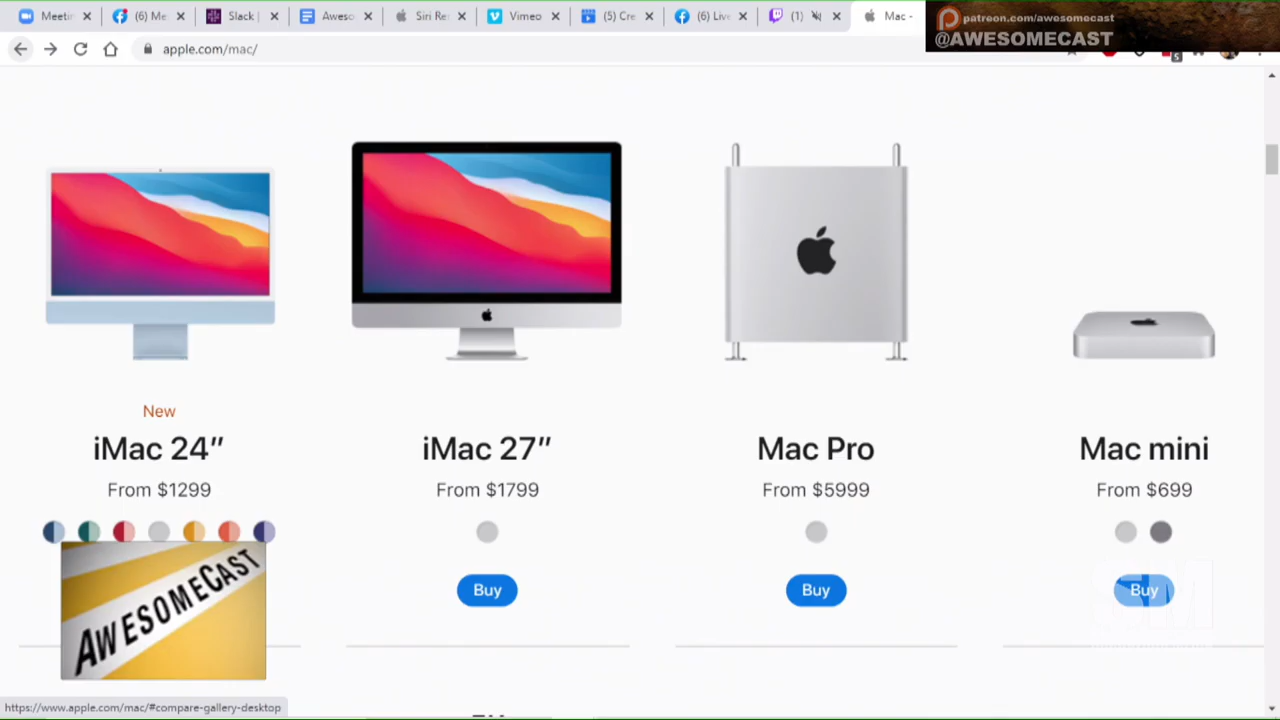 Meetin
(6) Me
Slack |
Aweso
Siri Re
Vimeo
(5) Cre
(6) Live
(1)
Mac -
patreon.com/awesomecast
@AWESOMECAST
apple.com/mac/
5
New
iMac 24″
From $1299
iMac 27″
From $1799
Buy
Mac Pro
From $5999
Buy
Mac mini
From $699
Buy
AWESOMECAST
https://www.apple.com/mac/#compare-gallery-desktop